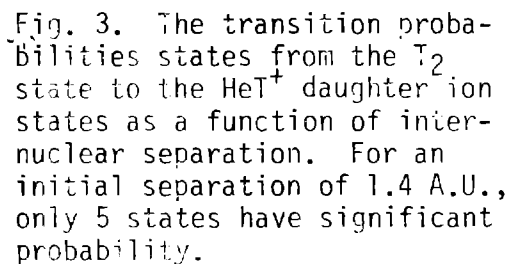 Fig. 3. The transition proba-
bilities states from the T₂
state to the HeT⁺ daughter ion
states as a function of inter-
nuclear separation. For an
initial separation of 1.4 A.U.,
only 5 states have significant
probability.